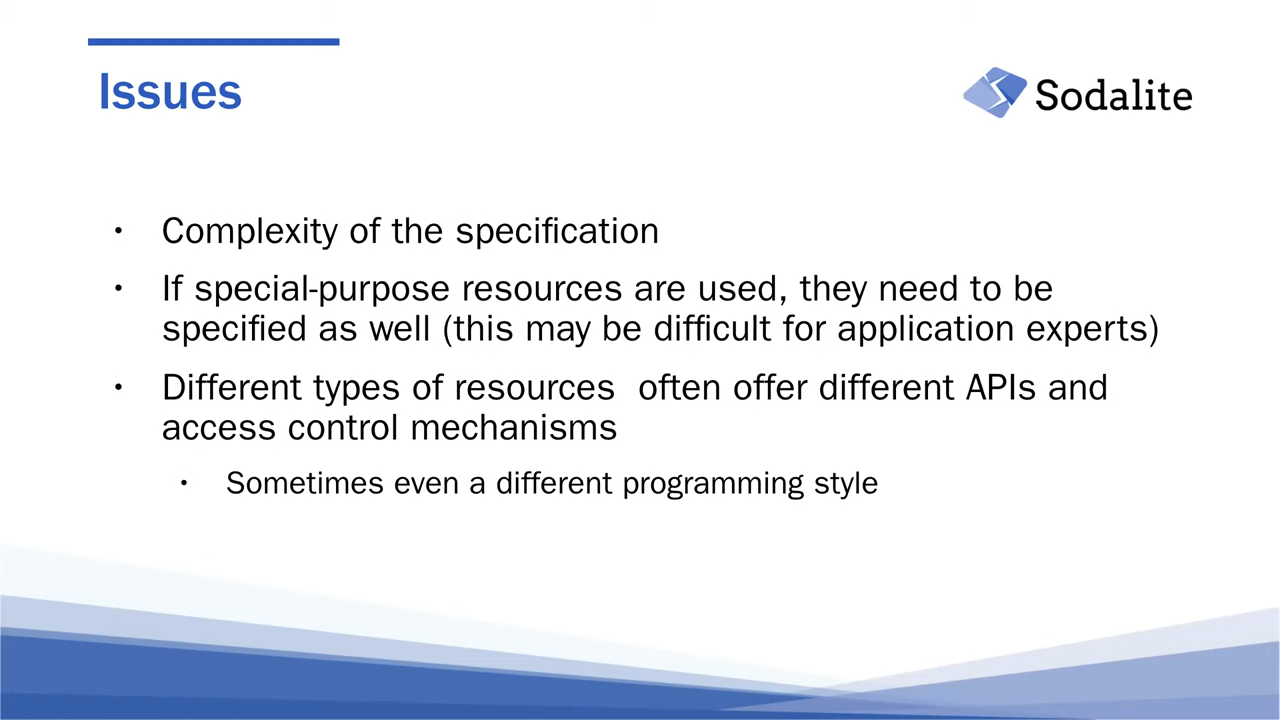 Issues
Sodalite
• Complexity of the specification
• If special-purpose resources are used, they need to be
specified as well (this may be difficult for application experts)
• Different types of resources  often offer different APIs and
access control mechanisms
• Sometimes even a different programming style